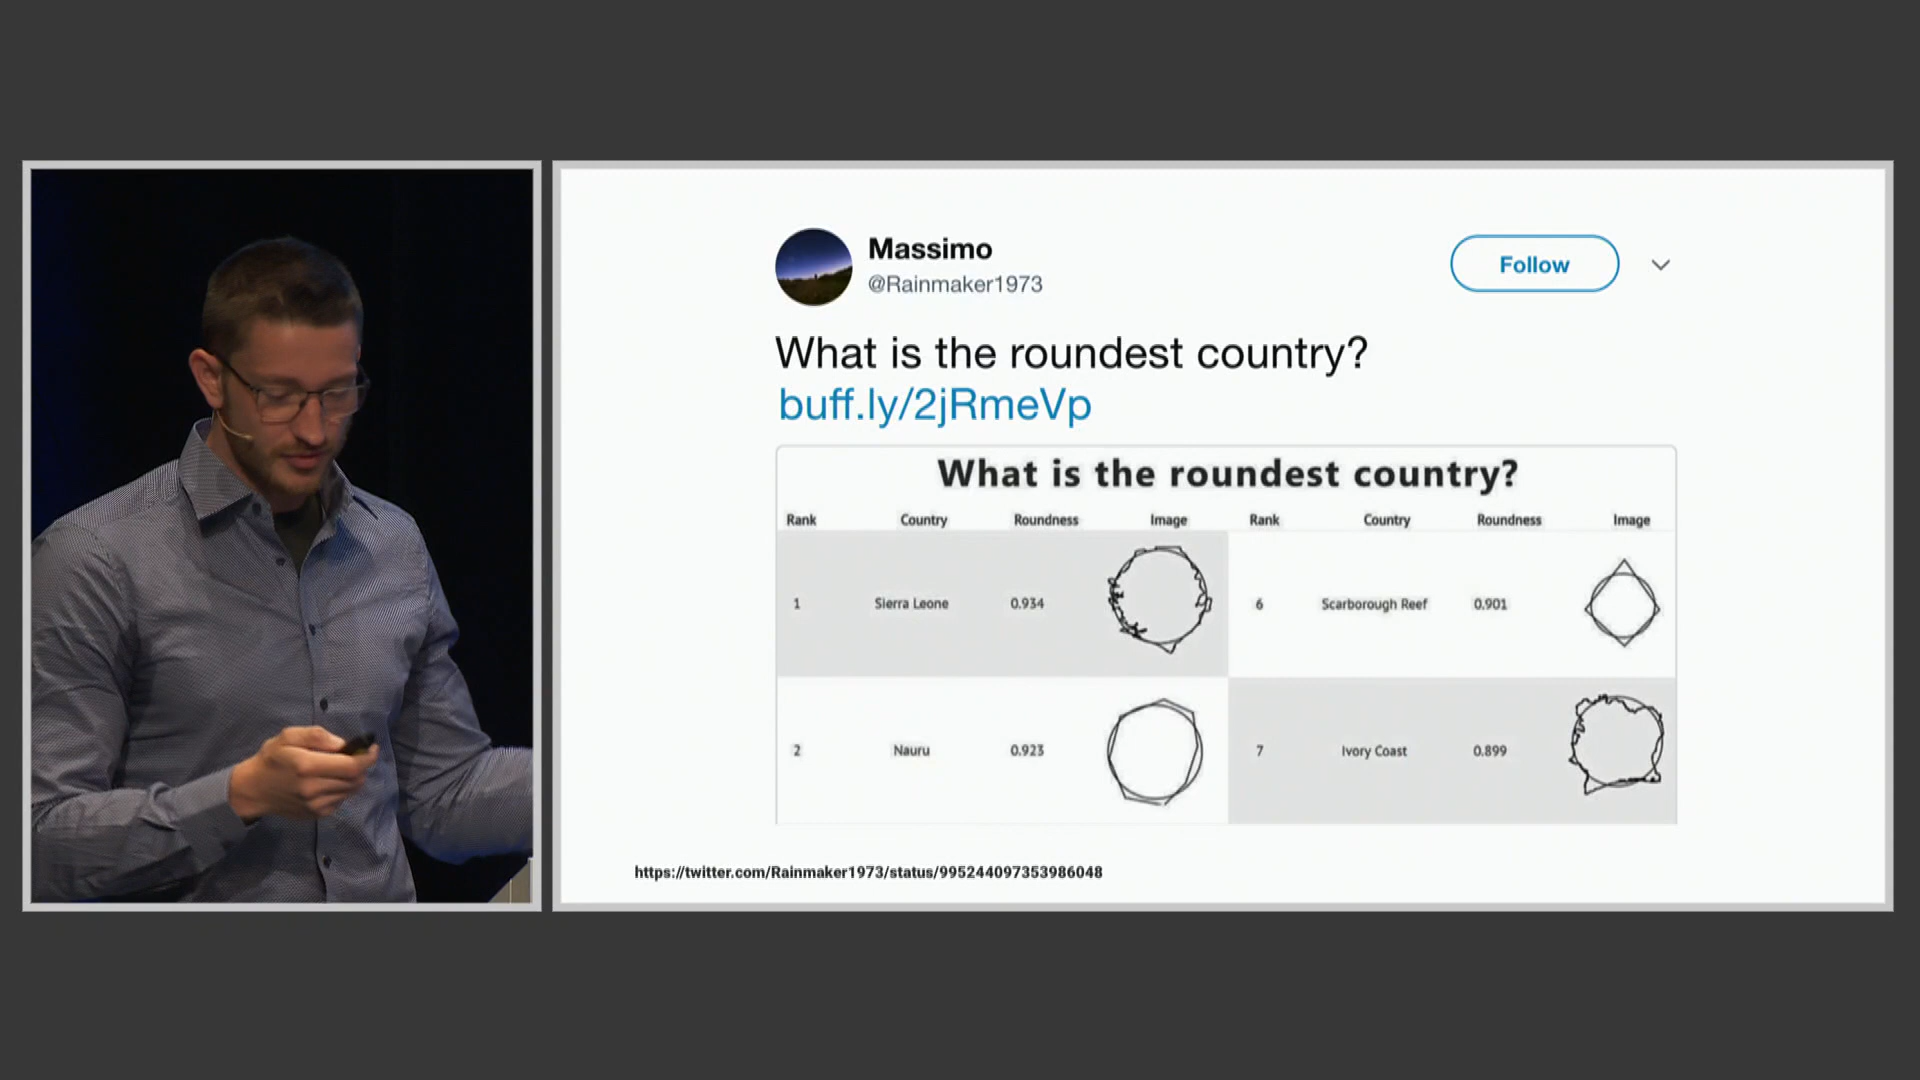 Massimo
@Rainmaker1973
Follow
What is the roundest country?
buff.ly/2jRmeVp
What is the roundest country?
Rank Country Roundness Image Rank Country Roundness Image
1 Sierra Leone 0.934 6 Scarborough Reef 0.901
2 Nauru 0.923 7 Ivory Coast 0.899
https://twitter.com/Rainmaker1973/status/995244097353986048